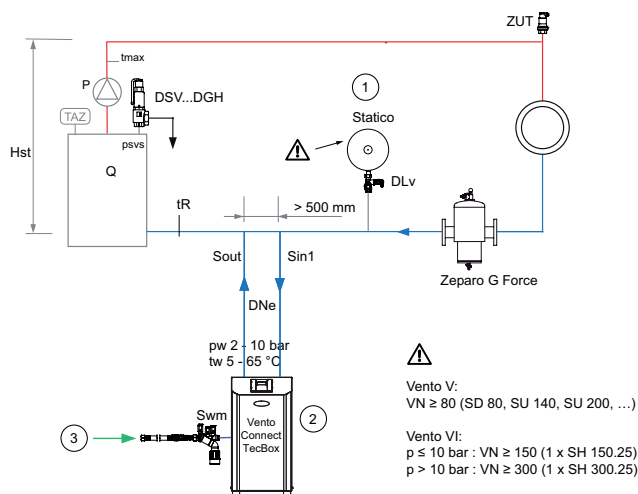 ZUT
tmax
P
DSV...DGH
TAZ
psvs
Hst
Q
1
Statico
DLv
tR
> 500 mm
Sout
Sin1
Zeparo G Force
DNe
pw 2 - 10 bar
tw 5 - 65 °C
Swm
Vento
Connect
TecBox
2
3
Vento V:
VN ≥ 80 (SD 80, SU 140, SU 200, …)
Vento VI:
p ≤ 10 bar : VN ≥ 150 (1 x SH 150.25)
p > 10 bar : VN ≥ 300 (1 x SH 300.25)